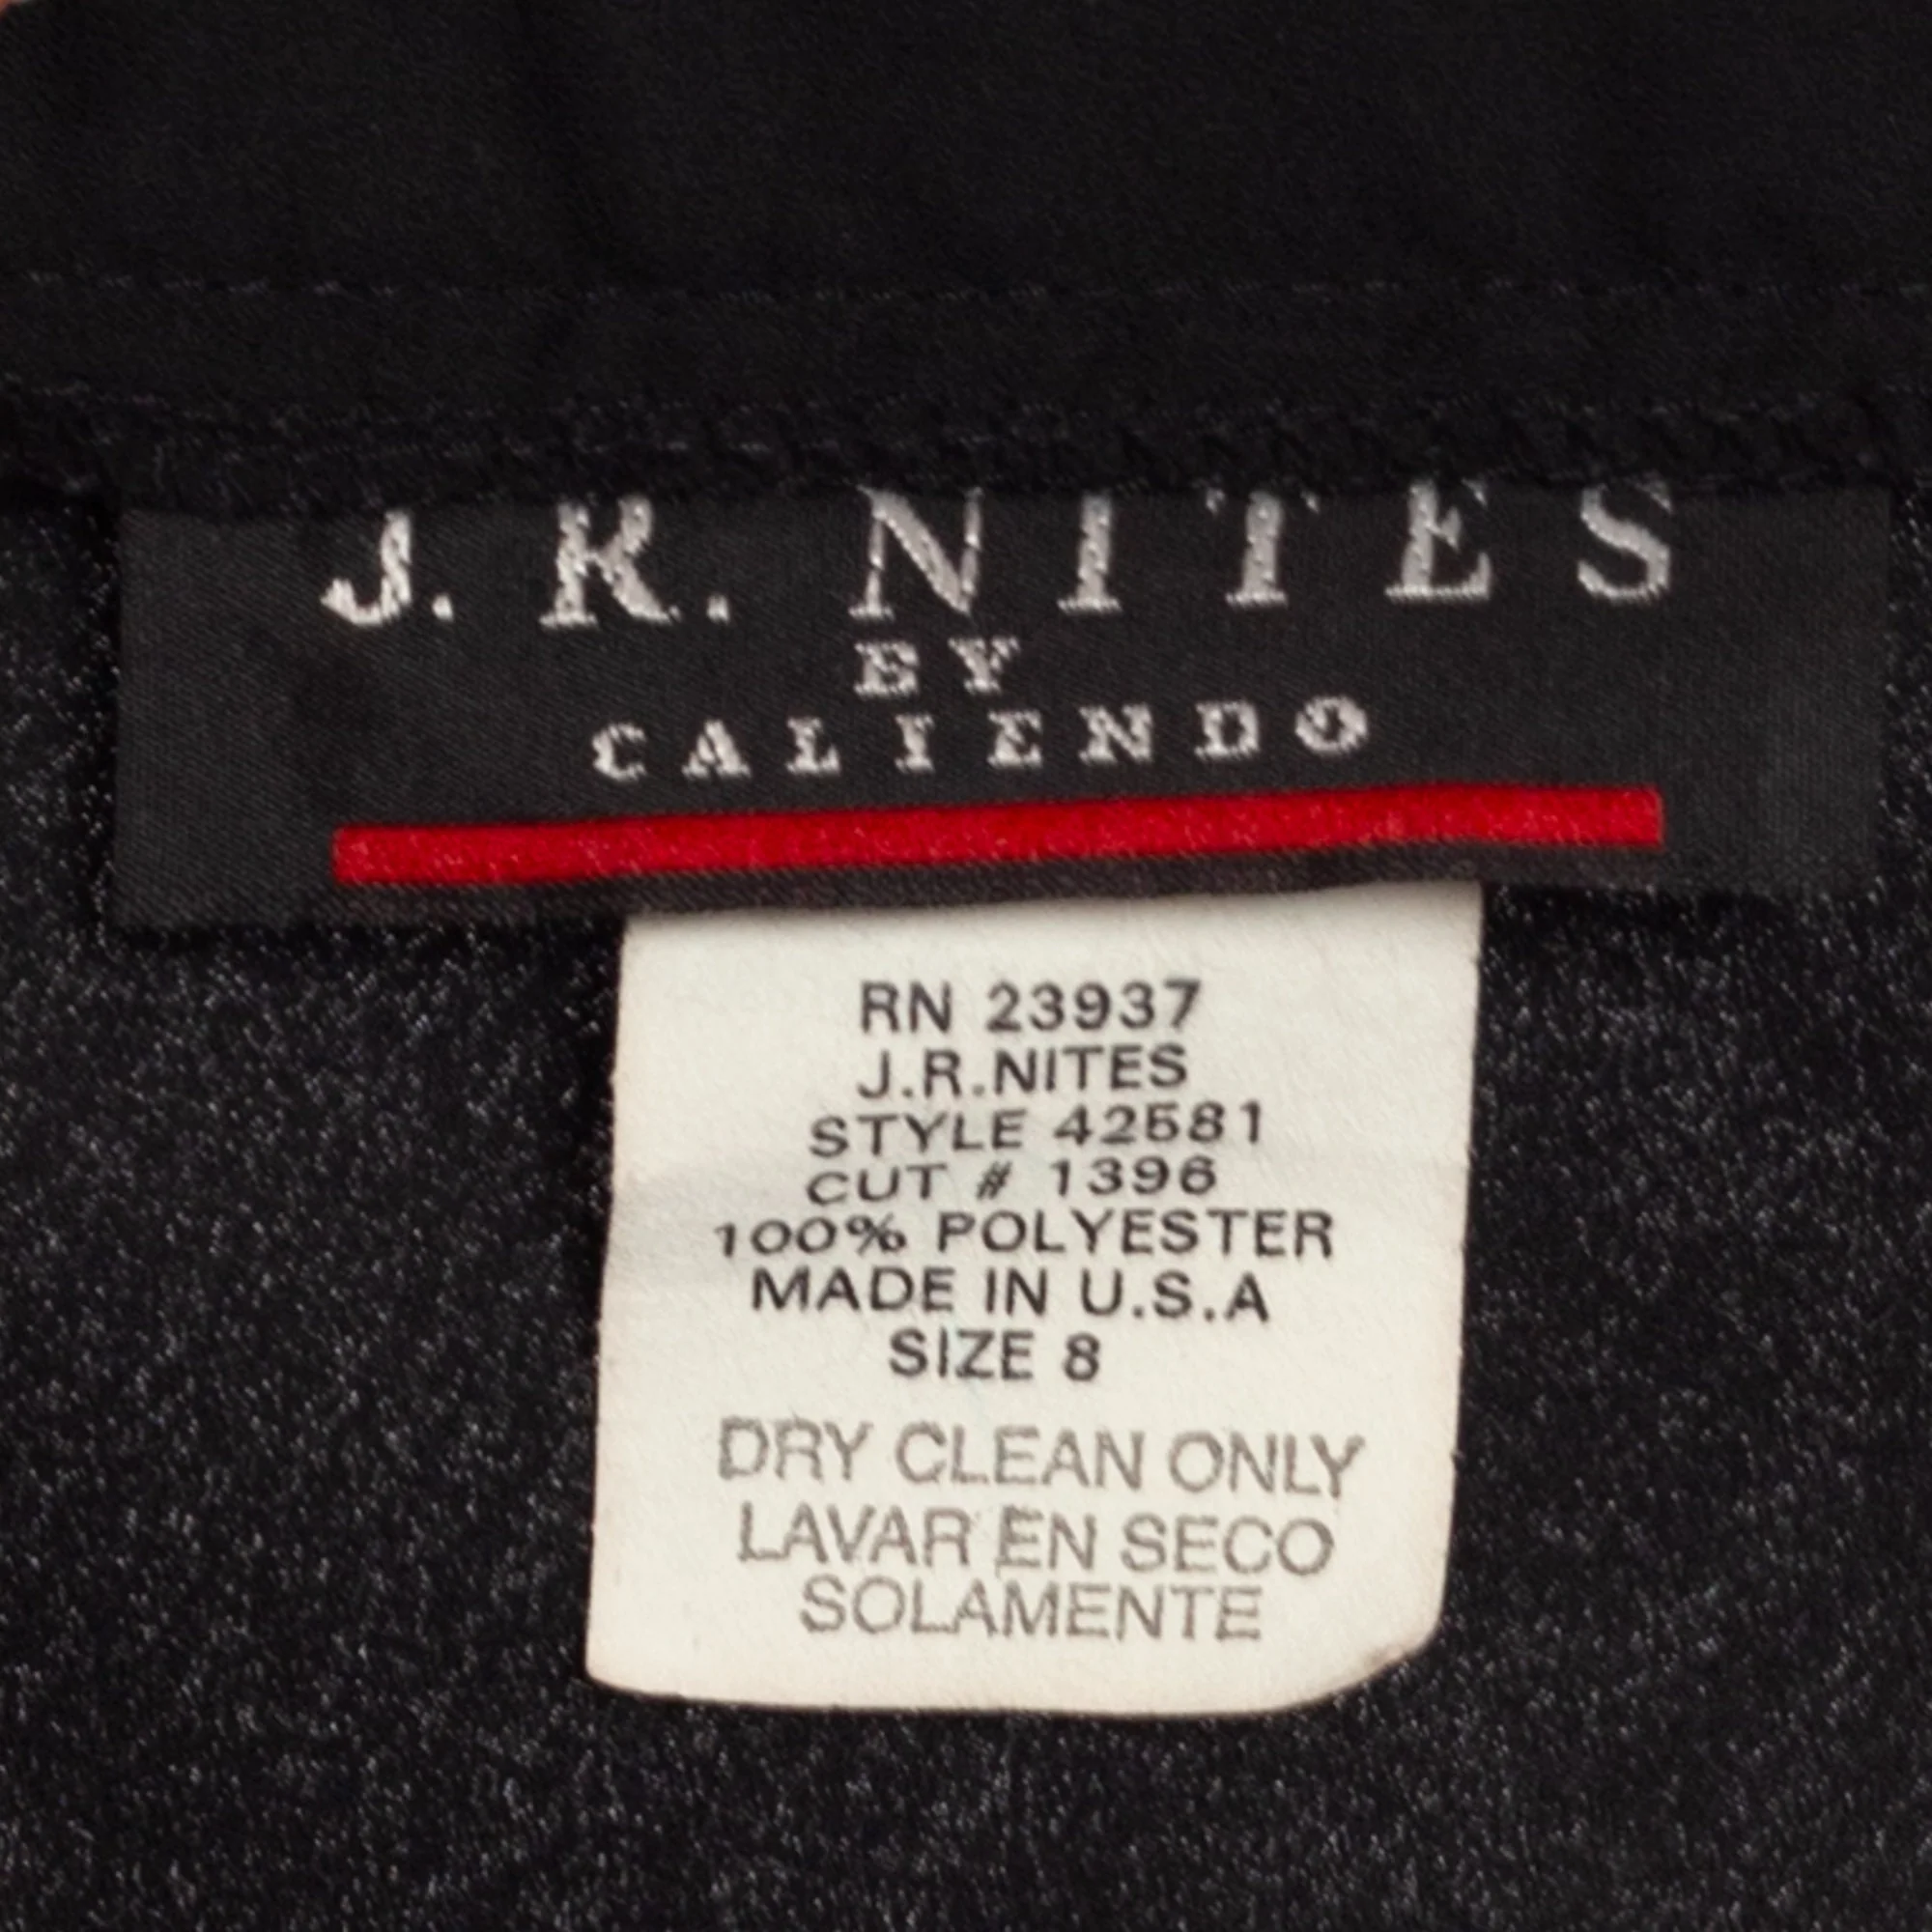 J.R. NITES
BY
CALIENDO
RN 23937
J.R.NITES
STYLE 42581
CUT # 1396
100% POLYESTER
MADE IN U.S.A
SIZE 8
DRY CLEAN ONLY
LAVAR EN SECO
SOLAMENTE